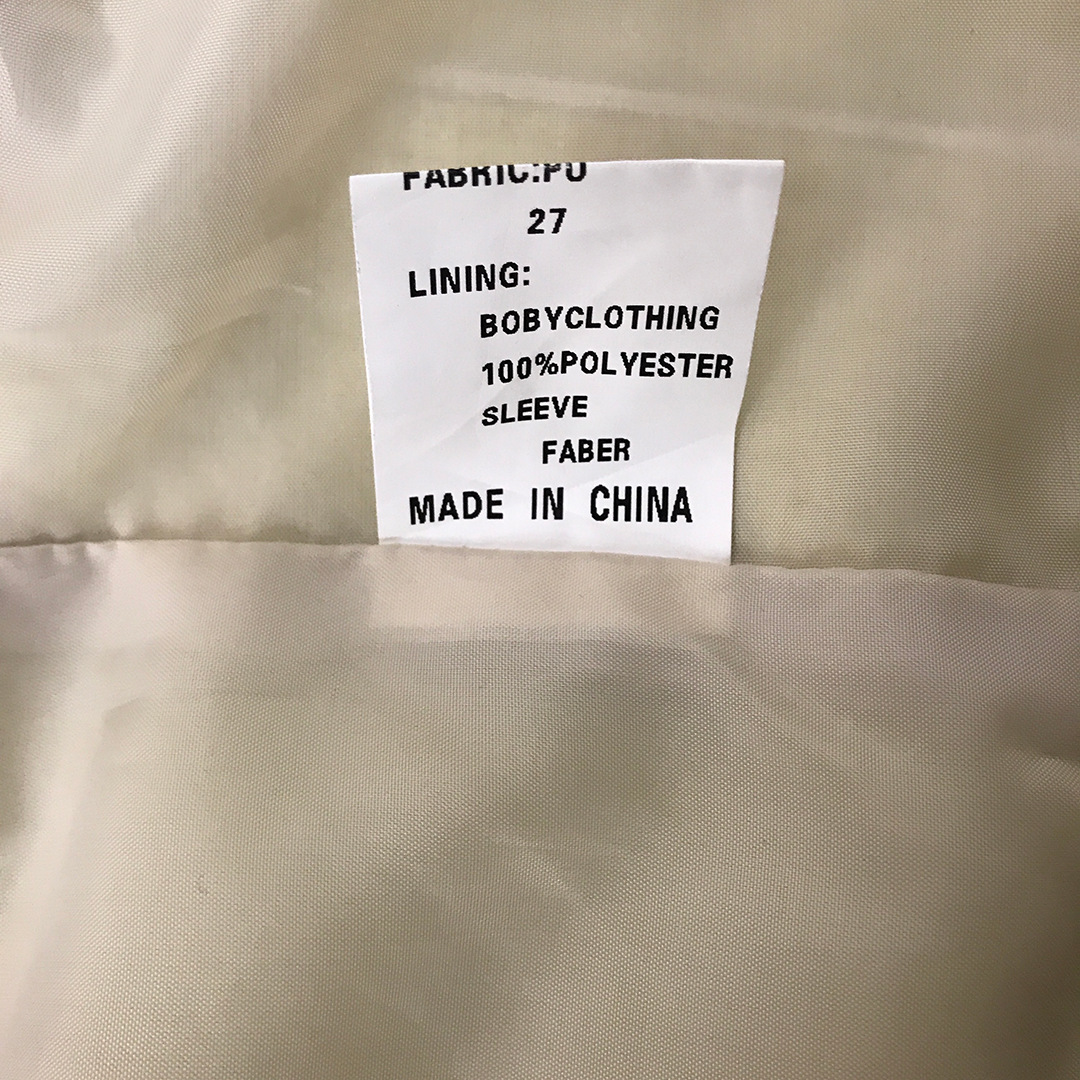 FABRIC:PU
27
LINING:
BOBYCLOTHING
100%POLYESTER
SLEEVE
FABER
MADE IN CHINA